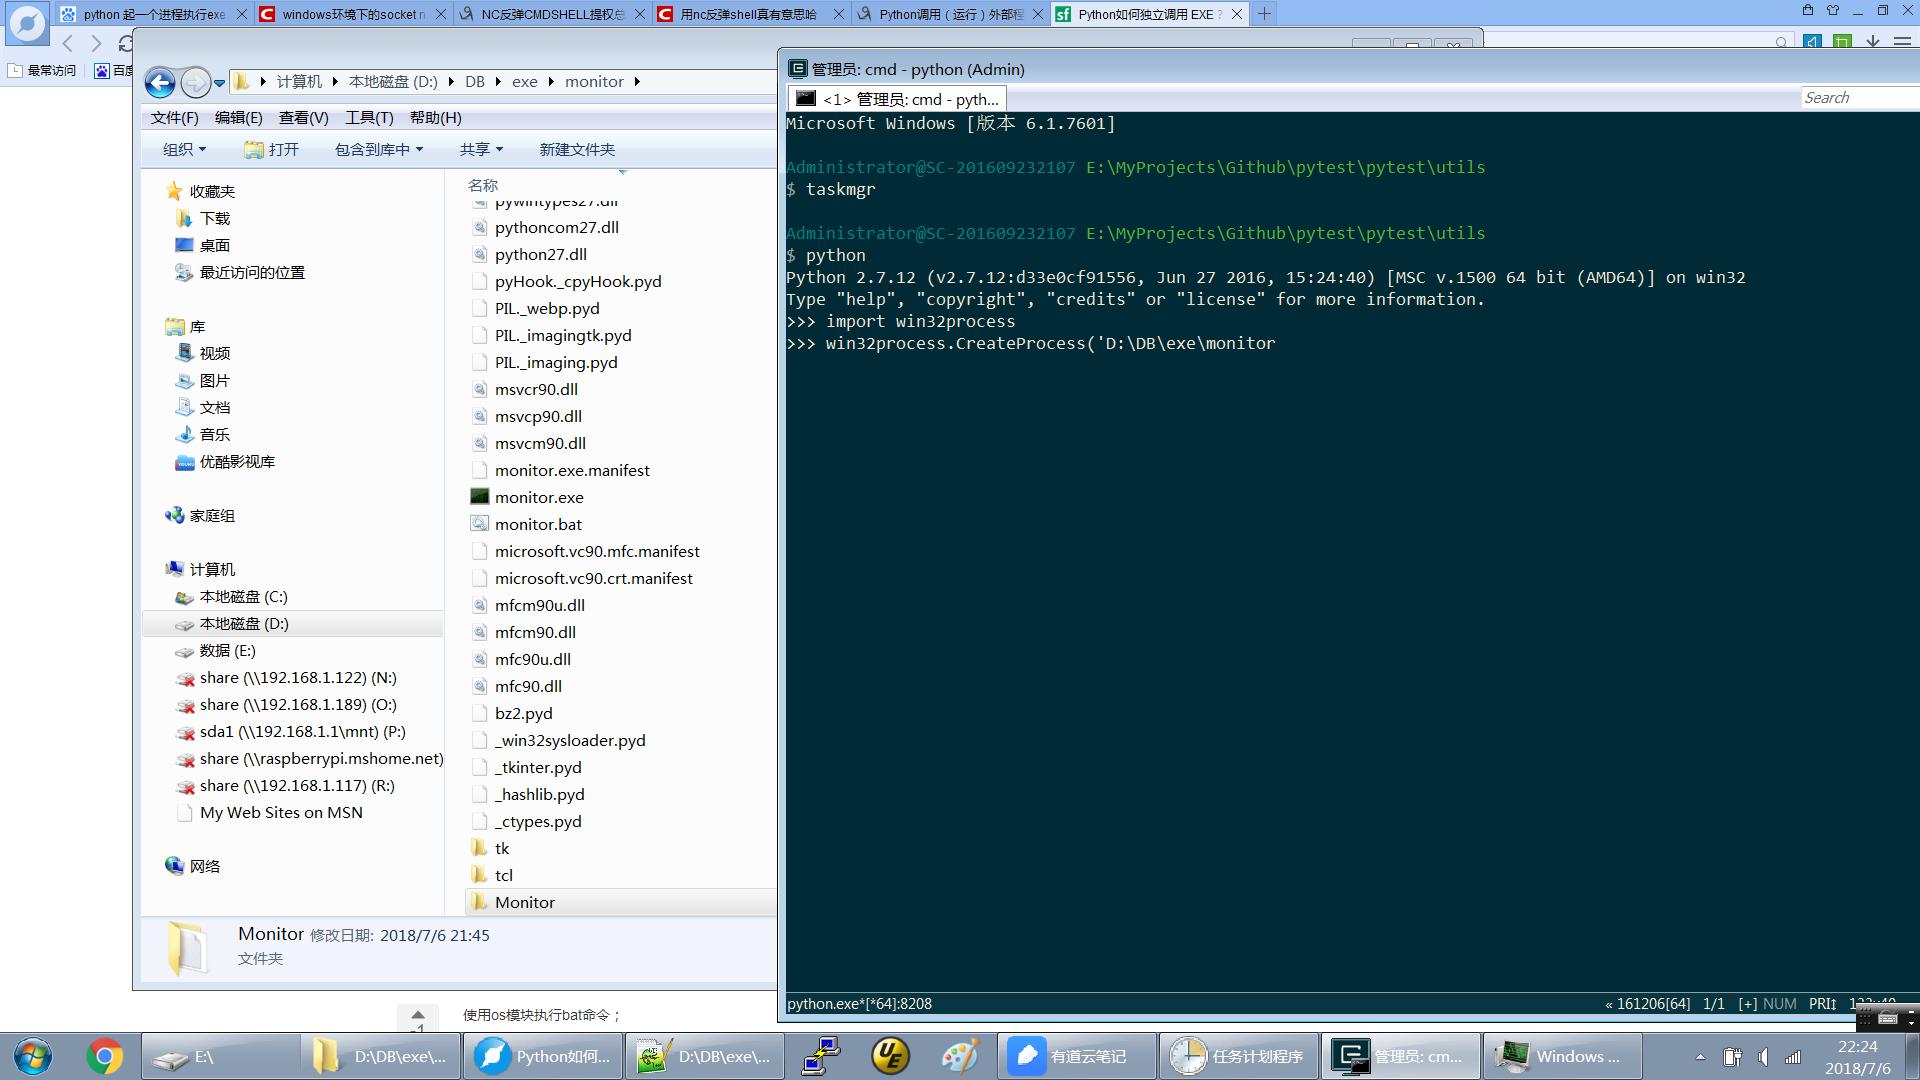 python 起一个进程执行exe
windows环境下的socket n
NC反弹CMDSHELL提权总
用nc反弹shell真有意思哈
Python调用（运行）外部程
Python如何独立调用 EXE ?
最常访问
百度
计算机 本地磁盘 (D:) DB exe monitor
文件(F) 编辑(E) 查看(V) 工具(T) 帮助(H)
组织 打开 包含到库中 共享 新建文件夹
收藏夹
下载
桌面
最近访问的位置
库
视频
图片
文档
音乐
优酷影视库
家庭组
计算机
本地磁盘 (C:)
本地磁盘 (D:)
数据 (E:)
share (\\192.168.1.122) (N:)
share (\\192.168.1.189) (O:)
sda1 (\\192.168.1.1\mnt) (P:)
share (\\raspberrypi.mshome.net)
share (\\192.168.1.117) (R:)
My Web Sites on MSN
网络
名称
pywintypes27.dll
pythoncom27.dll
python27.dll
pyHook._cpyHook.pyd
PIL._webp.pyd
PIL._imagingtk.pyd
PIL._imaging.pyd
msvcr90.dll
msvcp90.dll
msvcm90.dll
monitor.exe.manifest
monitor.exe
monitor.bat
microsoft.vc90.mfc.manifest
microsoft.vc90.crt.manifest
mfcm90u.dll
mfcm90.dll
mfc90u.dll
mfc90.dll
bz2.pyd
_win32sysloader.pyd
_tkinter.pyd
_hashlib.pyd
_ctypes.pyd
tk
tcl
Monitor
Monitor 修改日期: 2018/7/6 21:45
文件夹
-1
使用os模块执行bat命令；
管理员: cmd - python (Admin)
<1> 管理员: cmd - pyth...
Search
Microsoft Windows [版本 6.1.7601]
Administrator@SC-201609232107 E:\MyProjects\Github\pytest\pytest\utils
$ taskmgr
Administrator@SC-201609232107 E:\MyProjects\Github\pytest\pytest\utils
$ python
Python 2.7.12 (v2.7.12:d33e0cf91556, Jun 27 2016, 15:24:40) [MSC v.1500 64 bit (AMD64)] on win32
Type "help", "copyright", "credits" or "license" for more information.
>>> import win32process
>>> win32process.CreateProcess('D:\DB\exe\monitor
python.exe*[*64]:8208
« 161206[64] 1/1 [+] NUM PRI↕
E:\
D:\DB\exe\...
Python如何...
D:\DB\exe\...
有道云笔记
任务计划程序
管理员: cm...
Windows ...
22:24
2018/7/6